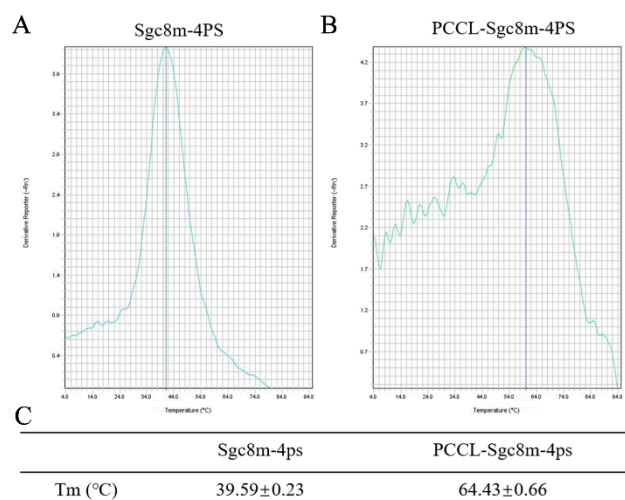 A
Sgc8m-4PS
B
PCCL-Sgc8m-4PS
Derivative Reporter (-Rn')
3.8
3.4
2.8
2.4
1.8
1.4
0.8
0.4
4.0 14.0 24.0 34.0 44.0 54.0 64.0 74.0 84.0 94.0
Temperature (°C)
Derivative Reporter (-Rn')
4.2
3.7
3.2
2.7
2.2
1.7
1.2
0.7
4.0 14.0 24.0 34.0 44.0 54.0 64.0 74.0 84.0 94.0
Temperature (°C)
C
Sgc8m-4ps PCCL-Sgc8m-4ps
Tm (°C) 39.59±0.23 64.43±0.66